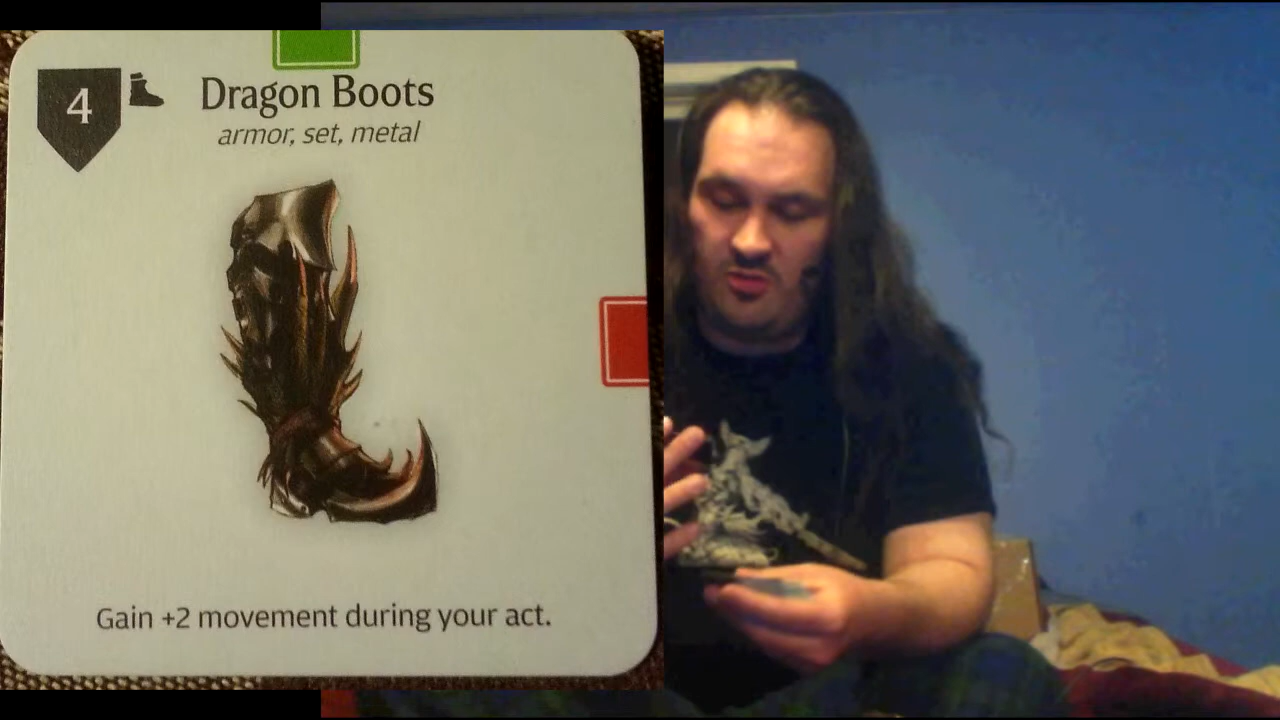 4
Dragon Boots
armor, set, metal
Gain +2 movement during your act.